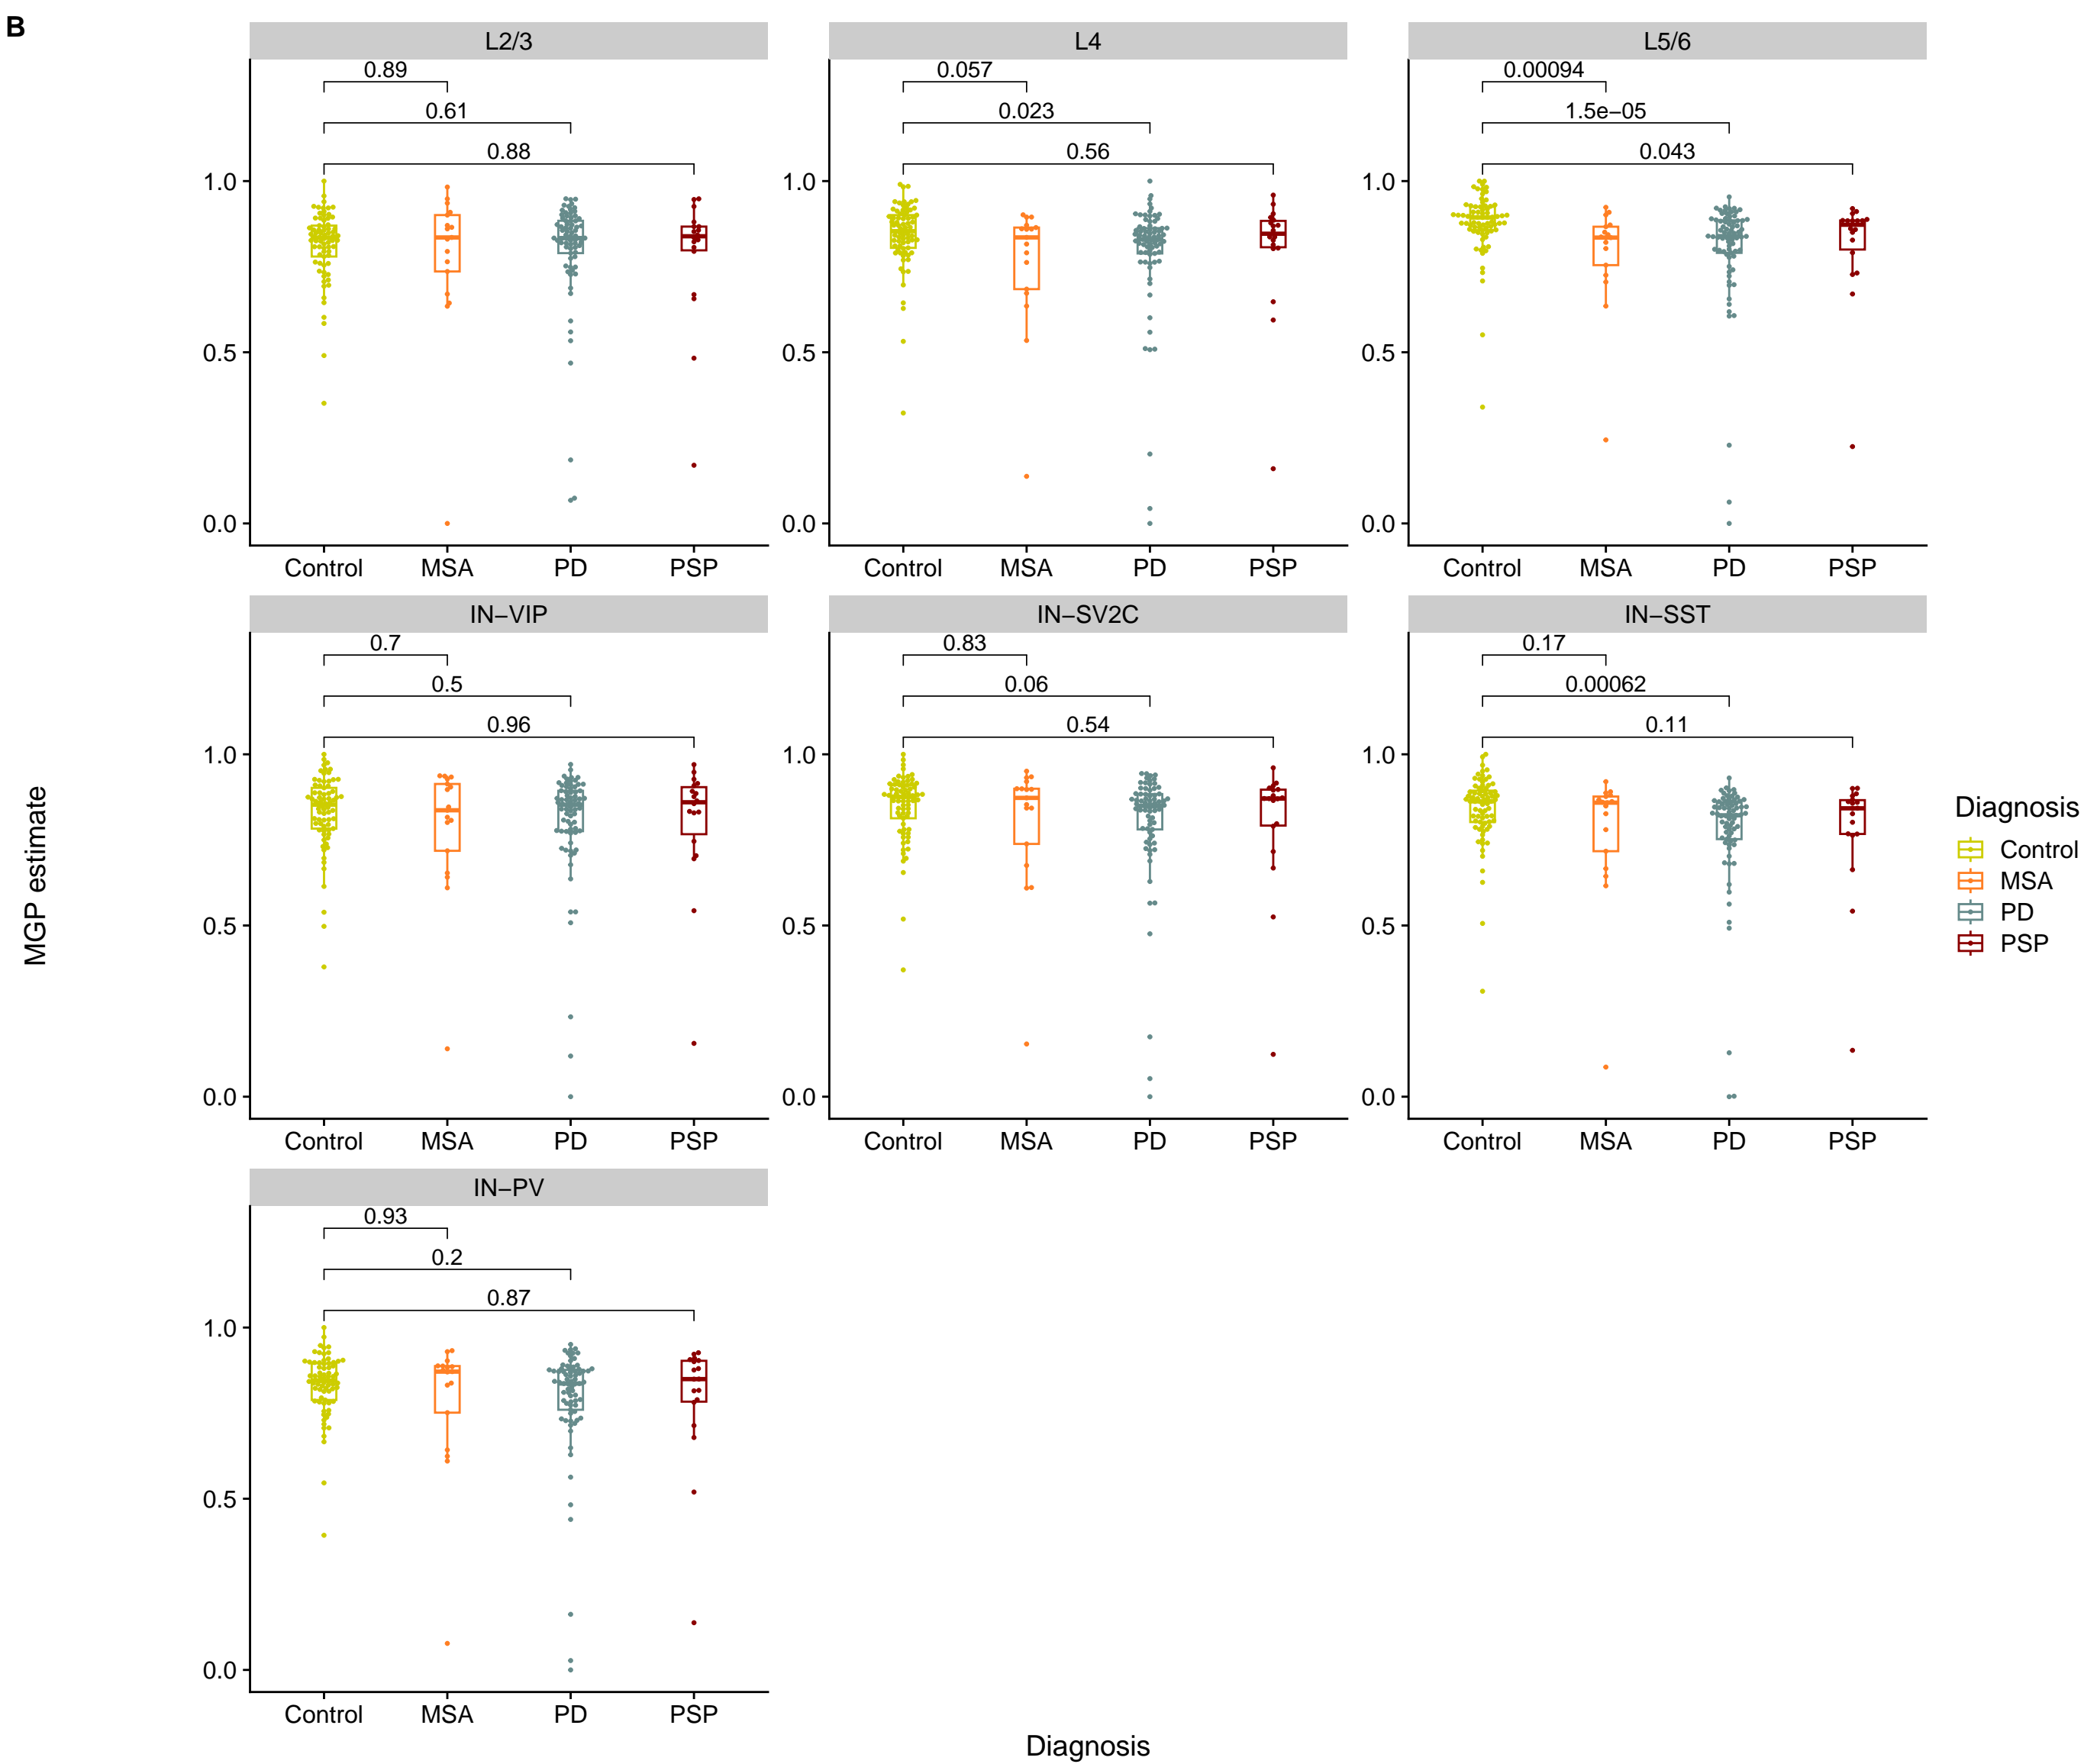 B
L2/3
L4
L5/6
0.89
0.61
0.88
0.057
0.023
0.56
0.00094
1.5e−05
0.043
1.0
0.5
0.0
1.0
0.5
0.0
1.0
0.5
0.0
Control MSA PD PSP
Control MSA PD PSP
Control MSA PD PSP
IN−VIP
IN−SV2C
IN−SST
0.7
0.5
0.96
0.83
0.06
0.54
0.17
0.00062
0.11
1.0
0.5
0.0
1.0
0.5
0.0
1.0
0.5
0.0
Control MSA PD PSP
Control MSA PD PSP
Control MSA PD PSP
IN−PV
0.93
0.2
0.87
1.0
0.5
0.0
Control MSA PD PSP
MGP estimate
Diagnosis
Diagnosis
Control
MSA
PD
PSP